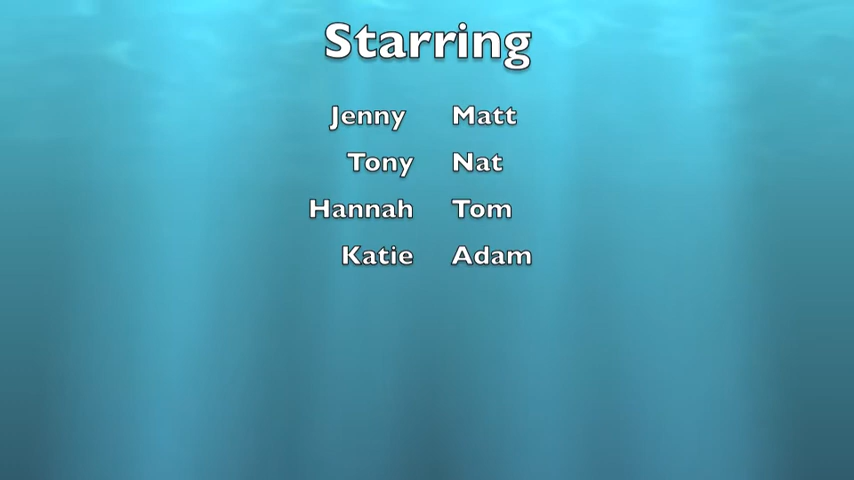 Starring
Jenny Matt
Tony Nat
Hannah Tom
Katie Adam